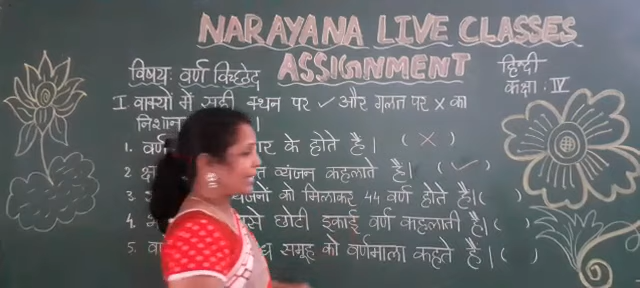 NARAYANA LIVE CLASSES
ASSIGNMENT
हिन्दी
कक्षा : IV
विषय: वर्ण विच्छेद
I वाक्यों में सही स्थन पर ✓ और गलत पर x का
निशान ।
1. के होते है। ( X )
2 व्यंजन कहलाते है। ( ✓ )
3. को मिलाकर 44 वर्ण होते है। ( )
4. छोटी इकाई वर्ण कहलाती है। ( )
5. समूह को वर्णमाला कहते है। ( )